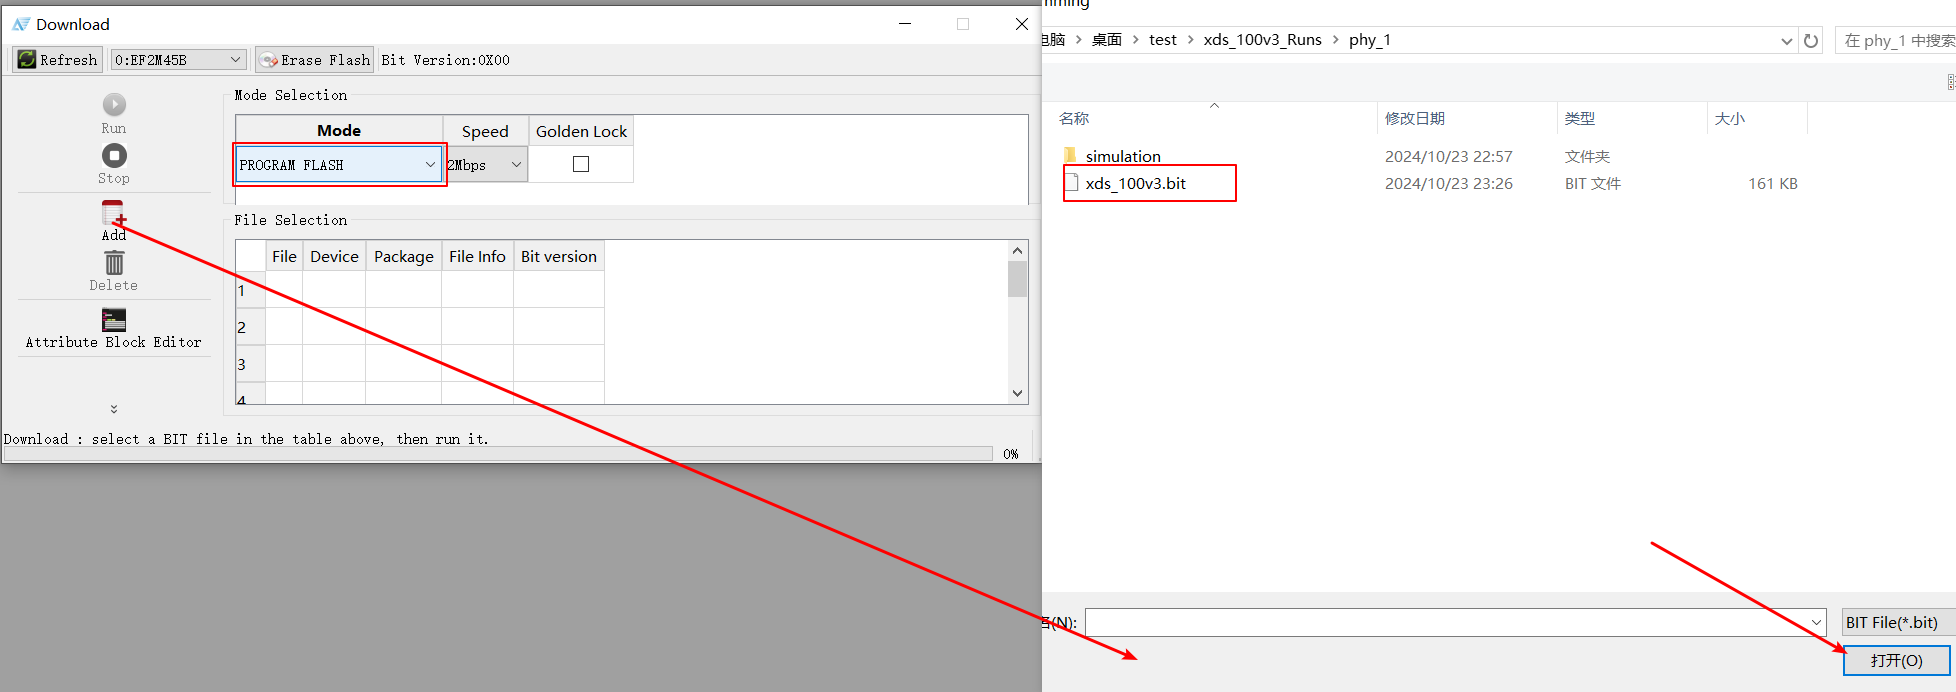 Download
Refresh
0:EF2M45B
Erase Flash
Bit Version:0X00
Run
Stop
Add
Delete
Attribute Block Editor
Mode Selection
Mode Speed Golden Lock
PROGRAM FLASH 2Mbps
File Selection
File Device Package File Info Bit version
1
2
3
4
Download : select a BIT file in the table above, then run it.
0%
电脑 > 桌面 > test > xds_100v3_Runs > phy_1
在 phy_1 中搜索
名称 修改日期 类型 大小
simulation 2024/10/23 22:57 文件夹
xds_100v3.bit 2024/10/23 23:26 BIT 文件 161 KB
名(N):
BIT File(*.bit)
打开(O)